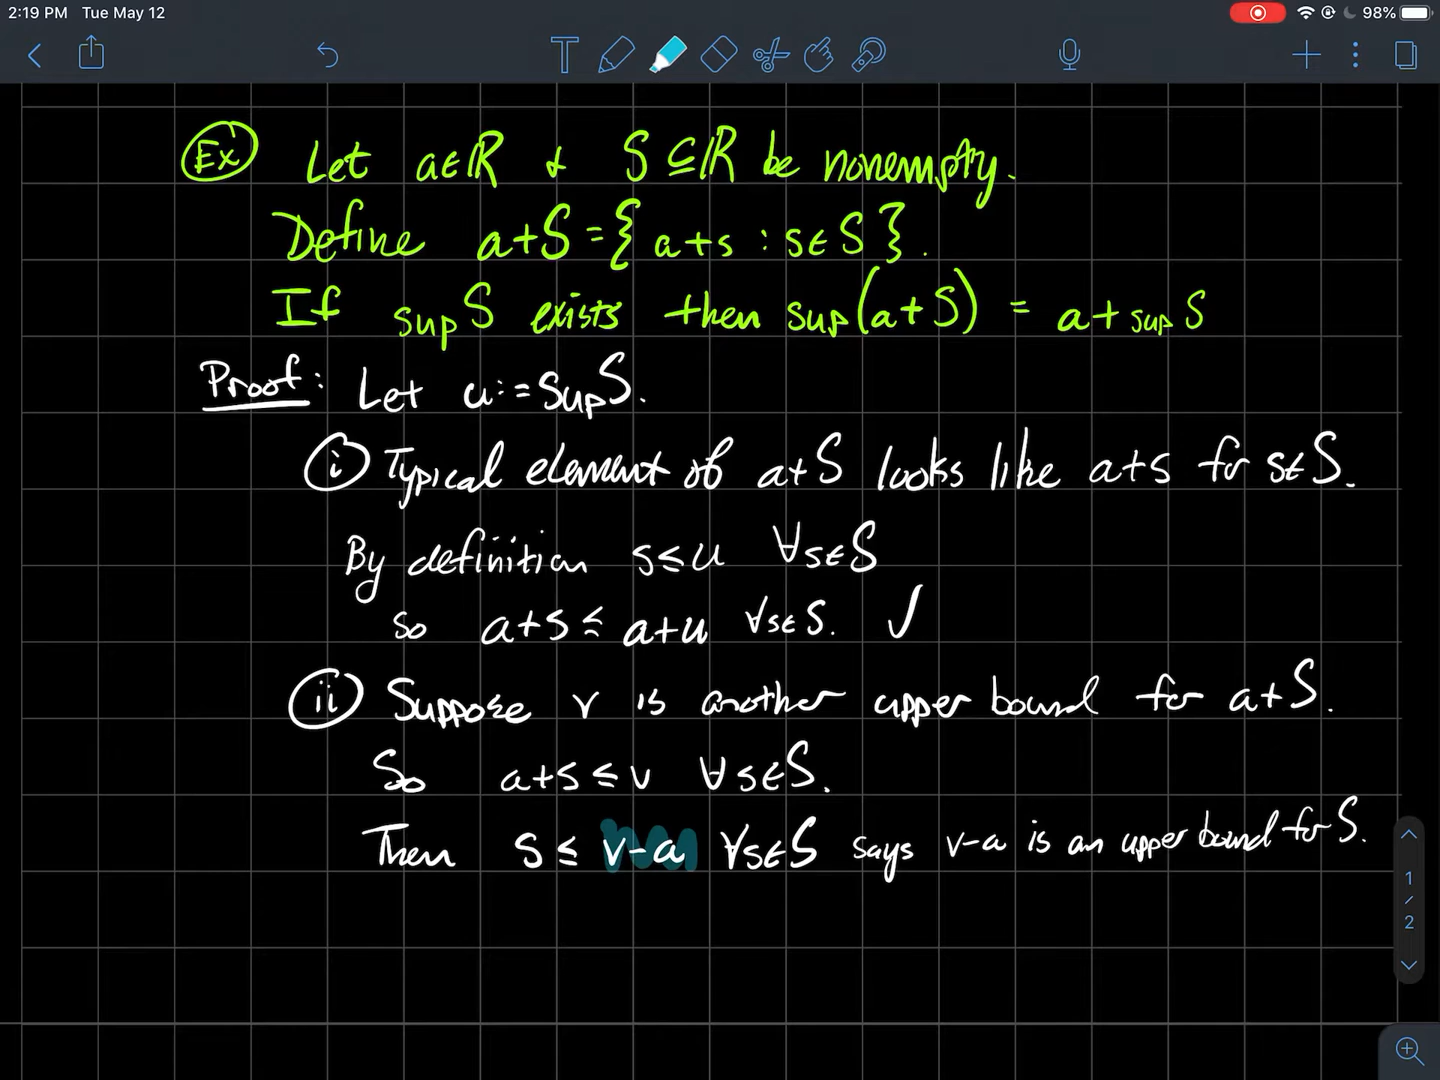 2:19 PM Tue May 12
98%
Ex Let a∈ℝ & S⊆ℝ be nonempty.
Define a+S={a+s : s∈S}.
If sup S exists then sup(a+S) = a+sup S
Proof: Let u:=sup S.
i Typical element of a+S looks like a+s for s∈S.
By definition s≤u ∀s∈S
So a+s≤a+u ∀s∈S. ✓
ii Suppose v is another upper bound for a+S.
So a+s≤v ∀s∈S.
Then s≤v-a ∀s∈S says v-a is an upper bound for S.
1
/
2